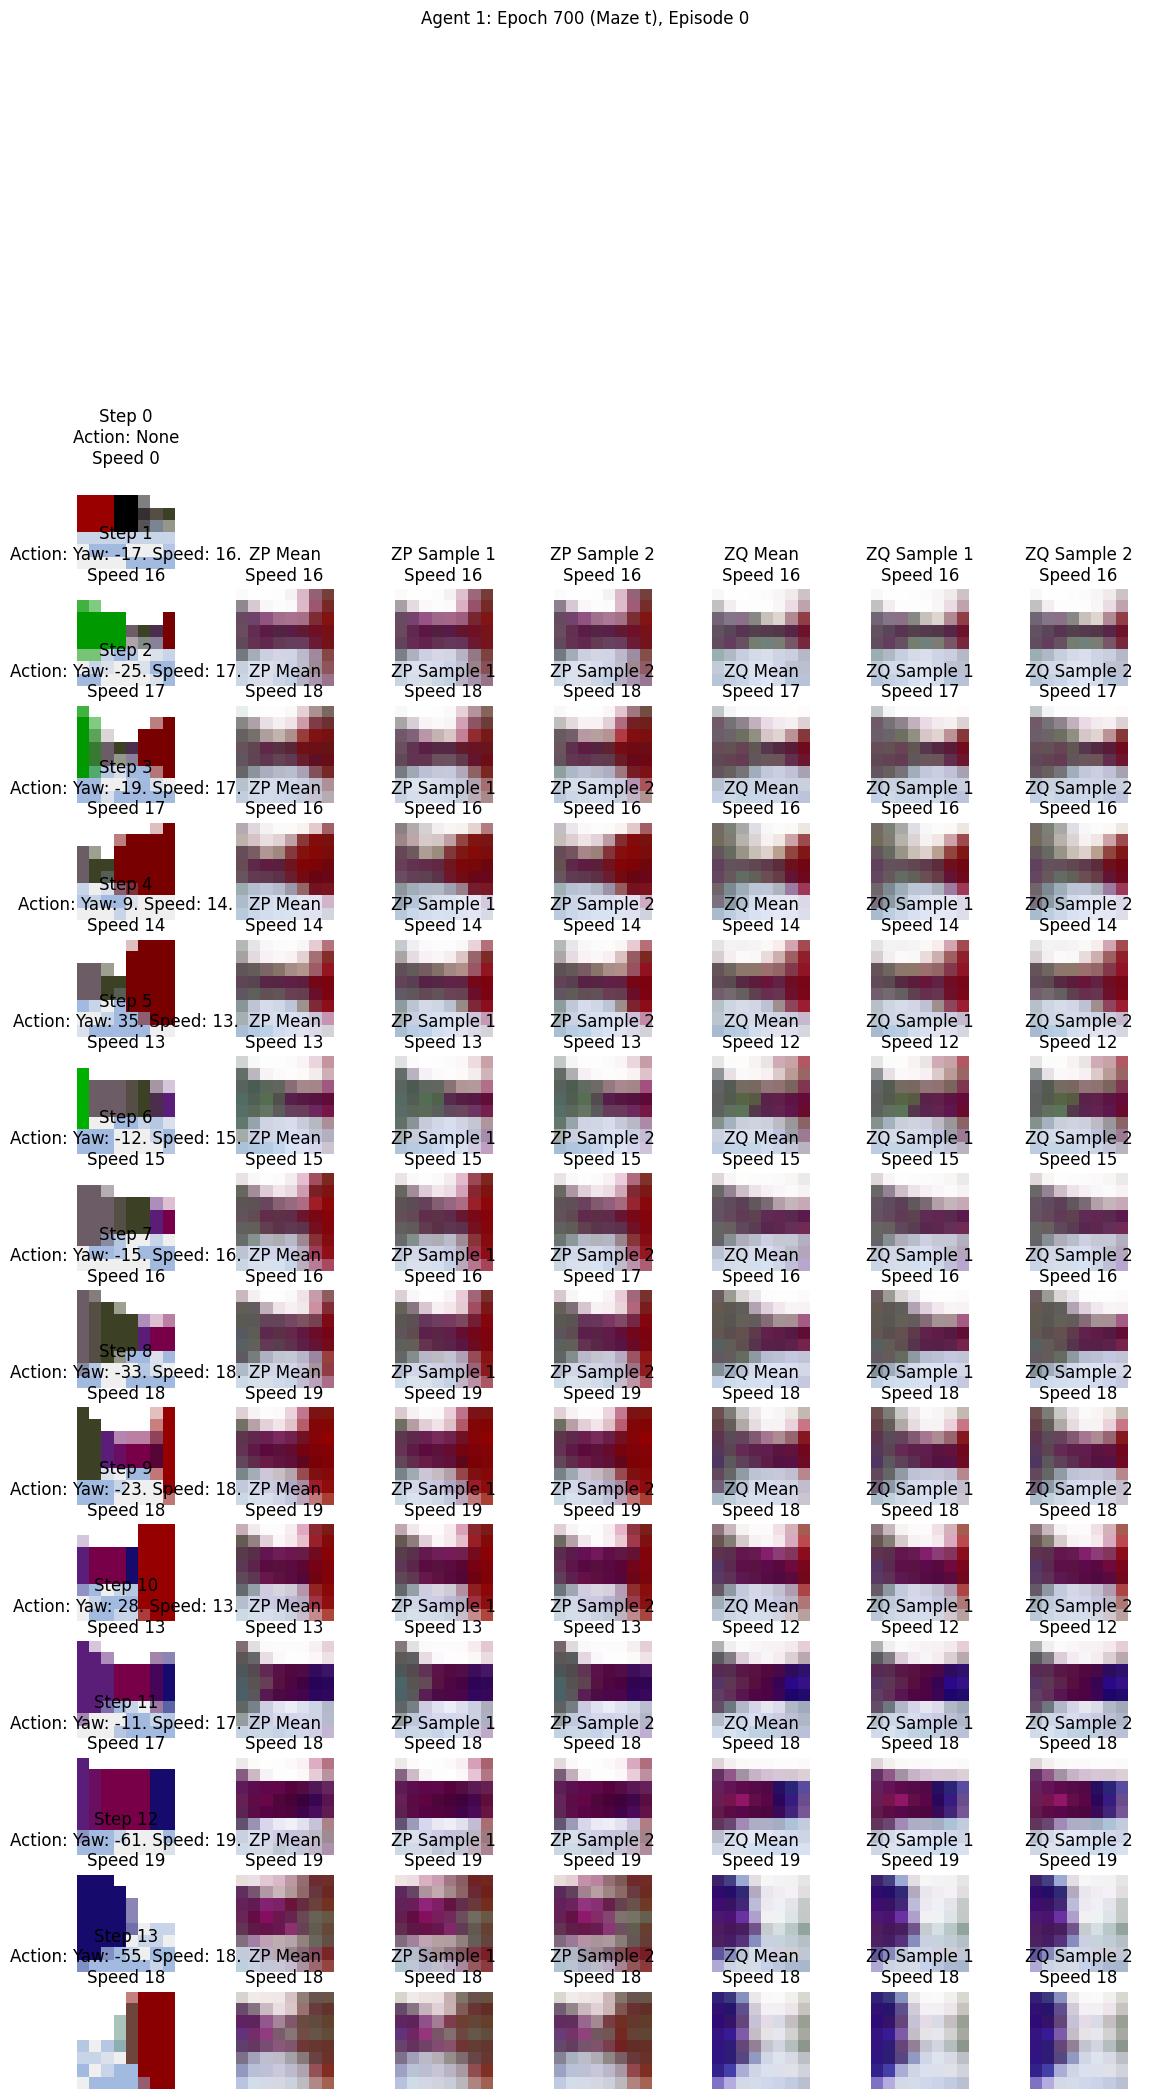 Agent 1: Epoch 700 (Maze t), Episode 0
Step 0
Action: None
Speed 0
Step 1
Action: Yaw: -17. Speed: 16.
Speed 16
ZP Mean
Speed 16
ZP Sample 1
Speed 16
ZP Sample 2
Speed 16
ZQ Mean
Speed 16
ZQ Sample 1
Speed 16
ZQ Sample 2
Speed 16
Step 2
Action: Yaw: -25. Speed: 17.
Speed 17
ZP Mean
Speed 18
ZP Sample 1
Speed 18
ZP Sample 2
Speed 18
ZQ Mean
Speed 17
ZQ Sample 1
Speed 17
ZQ Sample 2
Speed 17
Step 3
Action: Yaw: -19. Speed: 17.
Speed 17
ZP Mean
Speed 16
ZP Sample 1
Speed 16
ZP Sample 2
Speed 16
ZQ Mean
Speed 16
ZQ Sample 1
Speed 16
ZQ Sample 2
Speed 16
Step 4
Action: Yaw: 9. Speed: 14.
Speed 14
ZP Mean
Speed 14
ZP Sample 1
Speed 14
ZP Sample 2
Speed 14
ZQ Mean
Speed 14
ZQ Sample 1
Speed 14
ZQ Sample 2
Speed 14
Step 5
Action: Yaw: 35. Speed: 13.
Speed 13
ZP Mean
Speed 13
ZP Sample 1
Speed 13
ZP Sample 2
Speed 13
ZQ Mean
Speed 12
ZQ Sample 1
Speed 12
ZQ Sample 2
Speed 12
Step 6
Action: Yaw: -12. Speed: 15.
Speed 15
ZP Mean
Speed 15
ZP Sample 1
Speed 15
ZP Sample 2
Speed 15
ZQ Mean
Speed 15
ZQ Sample 1
Speed 15
ZQ Sample 2
Speed 15
Step 7
Action: Yaw: -15. Speed: 16.
Speed 16
ZP Mean
Speed 16
ZP Sample 1
Speed 16
ZP Sample 2
Speed 17
ZQ Mean
Speed 16
ZQ Sample 1
Speed 16
ZQ Sample 2
Speed 16
Step 8
Action: Yaw: -33. Speed: 18.
Speed 18
ZP Mean
Speed 19
ZP Sample 1
Speed 19
ZP Sample 2
Speed 19
ZQ Mean
Speed 18
ZQ Sample 1
Speed 18
ZQ Sample 2
Speed 18
Step 9
Action: Yaw: -23. Speed: 18.
Speed 18
ZP Mean
Speed 19
ZP Sample 1
Speed 19
ZP Sample 2
Speed 19
ZQ Mean
Speed 18
ZQ Sample 1
Speed 18
ZQ Sample 2
Speed 18
Step 10
Action: Yaw: 28. Speed: 13.
Speed 13
ZP Mean
Speed 13
ZP Sample 1
Speed 13
ZP Sample 2
Speed 13
ZQ Mean
Speed 12
ZQ Sample 1
Speed 12
ZQ Sample 2
Speed 12
Step 11
Action: Yaw: -11. Speed: 17.
Speed 17
ZP Mean
Speed 18
ZP Sample 1
Speed 18
ZP Sample 2
Speed 18
ZQ Mean
Speed 18
ZQ Sample 1
Speed 18
ZQ Sample 2
Speed 18
Step 12
Action: Yaw: -61. Speed: 19.
Speed 19
ZP Mean
Speed 19
ZP Sample 1
Speed 19
ZP Sample 2
Speed 19
ZQ Mean
Speed 19
ZQ Sample 1
Speed 19
ZQ Sample 2
Speed 19
Step 13
Action: Yaw: -55. Speed: 18.
Speed 18
ZP Mean
Speed 18
ZP Sample 1
Speed 18
ZP Sample 2
Speed 18
ZQ Mean
Speed 18
ZQ Sample 1
Speed 18
ZQ Sample 2
Speed 18